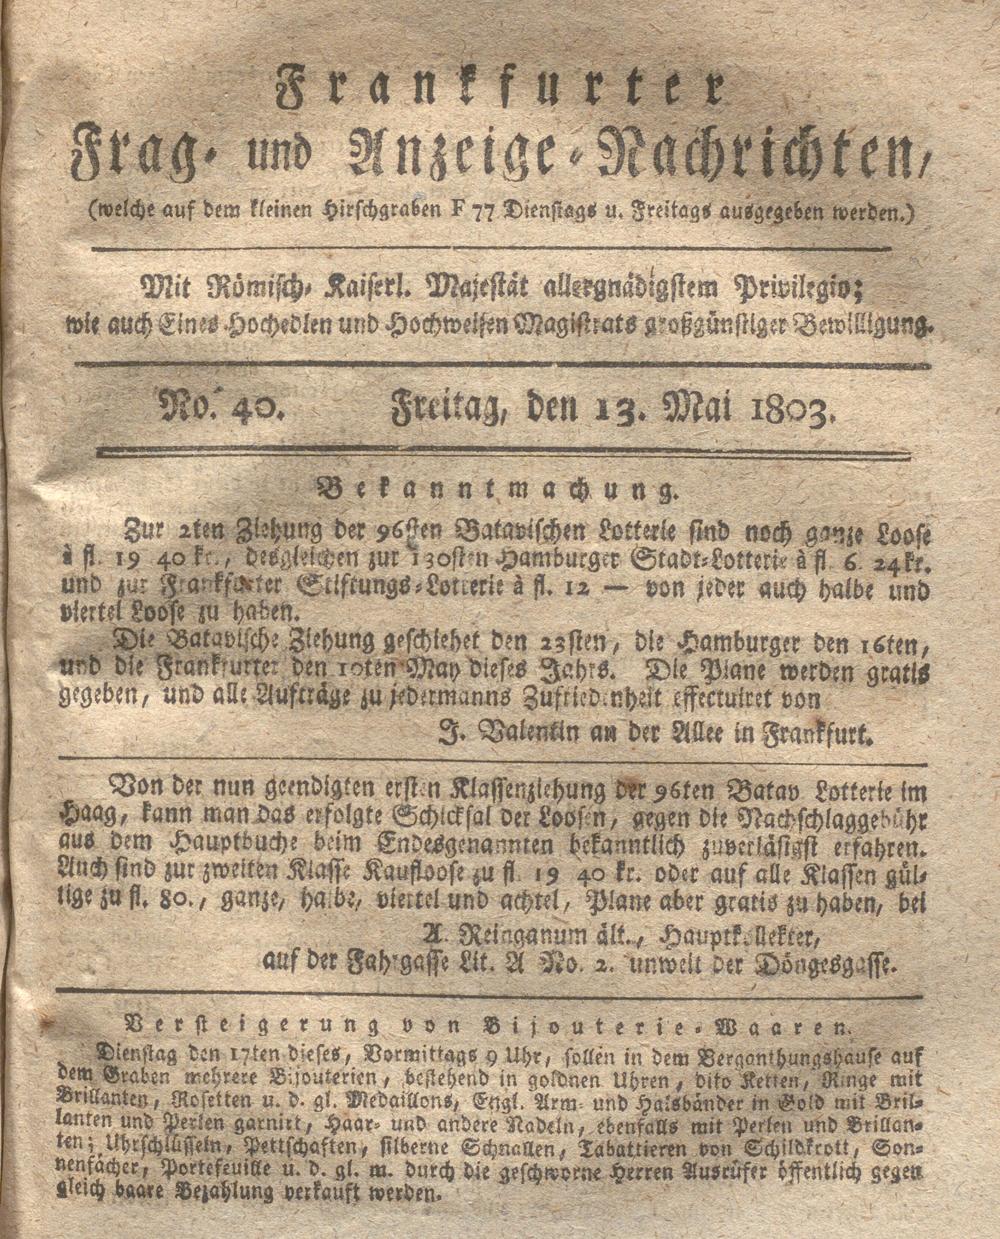 Frankfurter
Frag- und Anzeige-Nachrichten,
(welche auf dem kleinen Hirschgraben F 77 Dienstags u. Freitags ausgegeben werden.)
Mit Römisch- Kaiserl. Majestät allergnädigstem Privilegio;
wie auch Eines Hochedlen und Hochweisen Magistrats großgünstiger Bewilligung.
No. 40. Freitag, den 13. Mai 1803.
Bekanntmachung.
Zur 2ten Ziehung der 96sten Batavischen Lotterie sind noch ganze Loose
à fl. 19 40 kr., desgleichen zur 130sten Hamburger Stadt-Lotterie à fl. 6. 24 kr.
und zur Frankfurter Stiftungs-Lotterie à fl. 12 — von jeder auch halbe und
viertel Loose zu haben.
Die Batavische Ziehung geschiehet den 23sten, die Hamburger den 16ten,
und die Frankfurter den 10ten May dieses Jahrs. Die Plane werden gratis
gegeben, und alle Aufträge zu jedermanns Zufriedenheit effectuiret von
J. Valentin an der Allee in Frankfurt.
Von der nun geendigten ersten Klassenziehung der 96ten Batav Lotterie im
Haag, kann man das erfolgte Schicksal der Loosen, gegen die Nachschlaggebühr
aus dem Hauptbuche beim Endesgenannten bekanntlich zuverläsigst erfahren.
Auch sind zur zweiten Klasse Kaufloose zu fl. 19 40 kr. oder auf alle Klassen gül-
tige zu fl. 80., ganze, halbe, viertel und achtel, Plane aber gratis zu haben, bei
A. Reinganum ält., Hauptkollekter,
auf der Fahrgasse Lit. A No. 2. unweit der Döngesgasse.
Versteigerung von Bijouterie-Waaren.
Dienstag den 17ten dieses, Vormittags 9 Uhr, sollen in dem Verganthungshause auf
dem Graben mehrere Bijouterien, bestehend in goldnen Uhren, dito Ketten, Ringe mit
Brillanten, Rosetten u. d. gl. Medaillons, Engl. Arm- und Halsbänder in Gold mit Bril-
lanten und Perlen garnirt, Haar- und andere Nadeln, ebenfalls mit Perlen und Brillan-
ten; Uhrschlüsseln, Pettschaften, silberne Schnallen, Tabattieren von Schildkrott, Son-
nenfächer, Portefeuille u. d. gl. m. durch die geschworne Herren Ausrüfer öffentlich gegen
gleich baare Bezahlung verkauft werden.